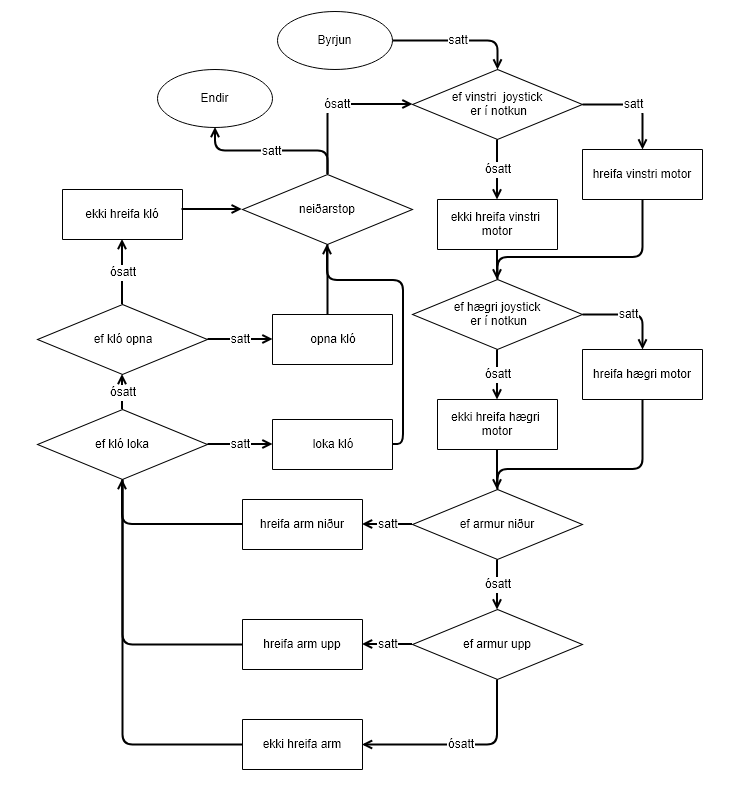 Byrjun
satt
Endir
satt
ósatt
ef vinstri joystick
er í notkun
satt
hreifa vinstri motor
ósatt
ekki hreifa vinstri
motor
ekki hreifa kló
neiðarstop
ósatt
ef hægri joystick
er í notkun
satt
hreifa hægri motor
ósatt
ekki hreifa hægri
motor
ef kló opna
satt
opna kló
ósatt
ef kló loka
satt
loka kló
hreifa arm niður
satt
ef armur niður
ósatt
hreifa arm upp
satt
ef armur upp
ekki hreifa arm
ósatt